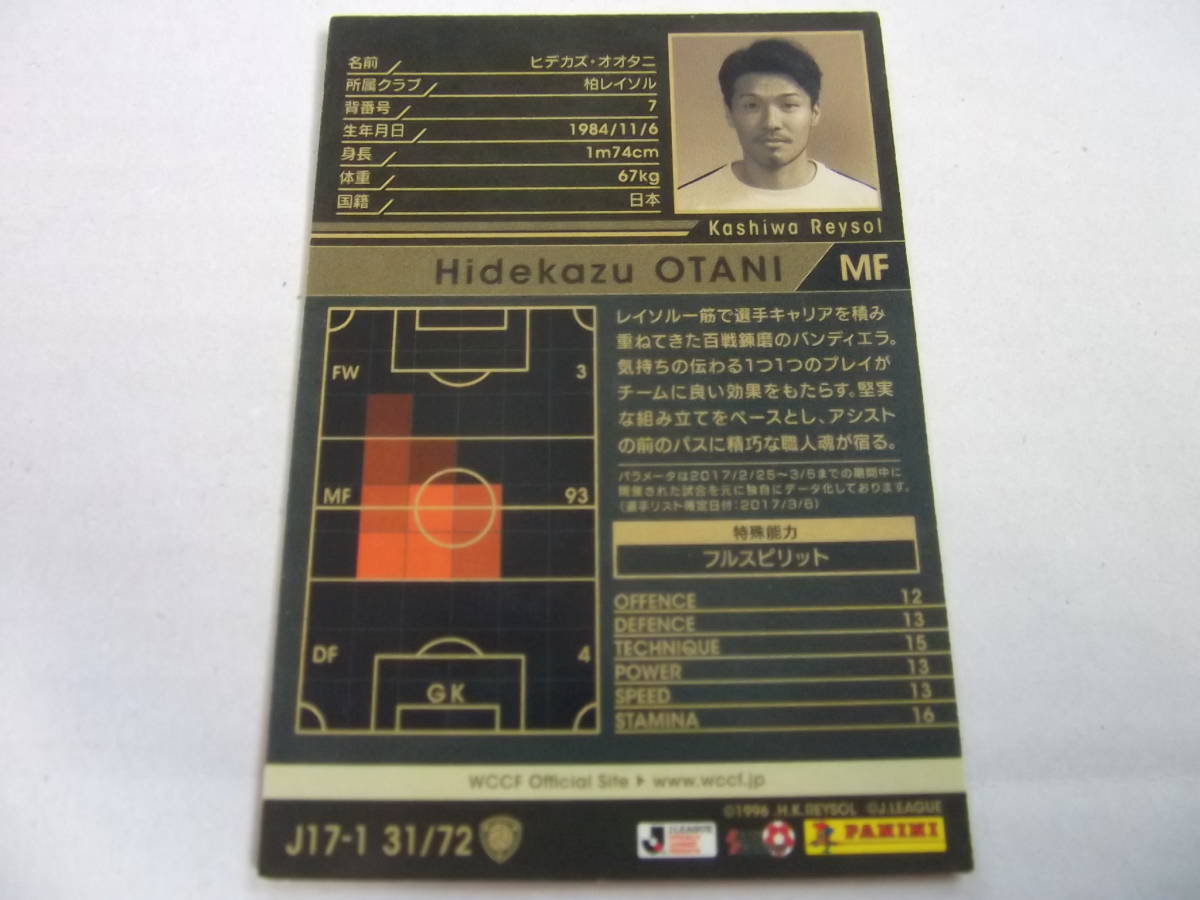 名前 ヒデカズ・オオタニ
所属クラブ 柏レイソル
背番号 7
生年月日 1984/11/6
身長 1m74cm
体重 67kg
国籍 日本
Kashiwa Reysol
Hidekazu OTANI MF
FW 3
MF 93
DF 4
GK
レイソル一筋で選手キャリアを積み
重ねてきた百戦錬磨のバンディエラ。
気持ちの伝わる1つ1つのプレイが
チームに良い効果をもたらす。堅実
な組み立てをベースとし、アシスト
の前のパスに精巧な職人魂が宿る。
パラメータは2017/2/25〜3/5までの期間中に
開催された試合を元に独自にデータ化しております。
(選手リスト確定日付:2017/3/6)
特殊能力
フルスピリット
OFFENCE 12
DEFENCE 13
TECHNIQUE 15
POWER 13
SPEED 13
STAMINA 16
WCCF Official Site ▶ www.wccf.jp
©1996 .H.K.REYSOL ©J.LEAGUE
J17-1 31/72
J.LEAGUE
PANINI